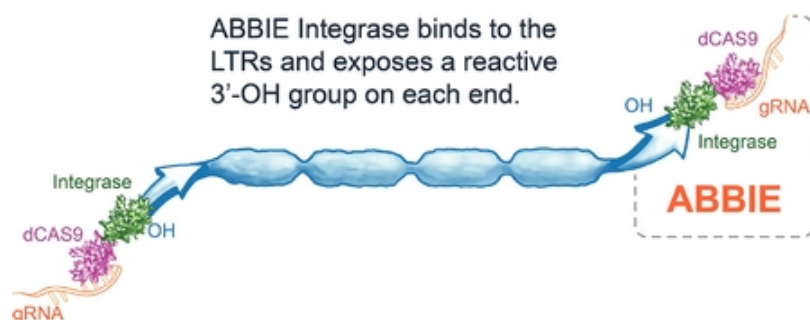 ABBIE Integrase binds to the
LTRs and exposes a reactive
3'-OH group on each end.
dCAS9
OH
gRNA
Integrase
ABBIE
Integrase
OH
dCAS9
gRNA